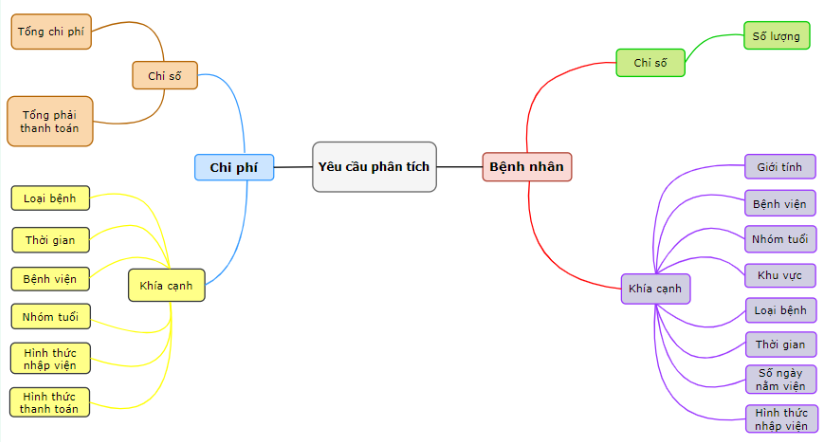 Yêu cầu phân tích
Chi phí
Chỉ số
Tổng chi phí
Tổng phải
thanh toán
Khía cạnh
Loại bệnh
Thời gian
Bệnh viện
Nhóm tuổi
Hình thức
nhập viện
Hình thức
thanh toán
Bệnh nhân
Chỉ số
Số lượng
Khía cạnh
Giới tính
Bệnh viện
Nhóm tuổi
Khu vực
Loại bệnh
Thời gian
Số ngày
nằm viện
Hình thức
nhập viện